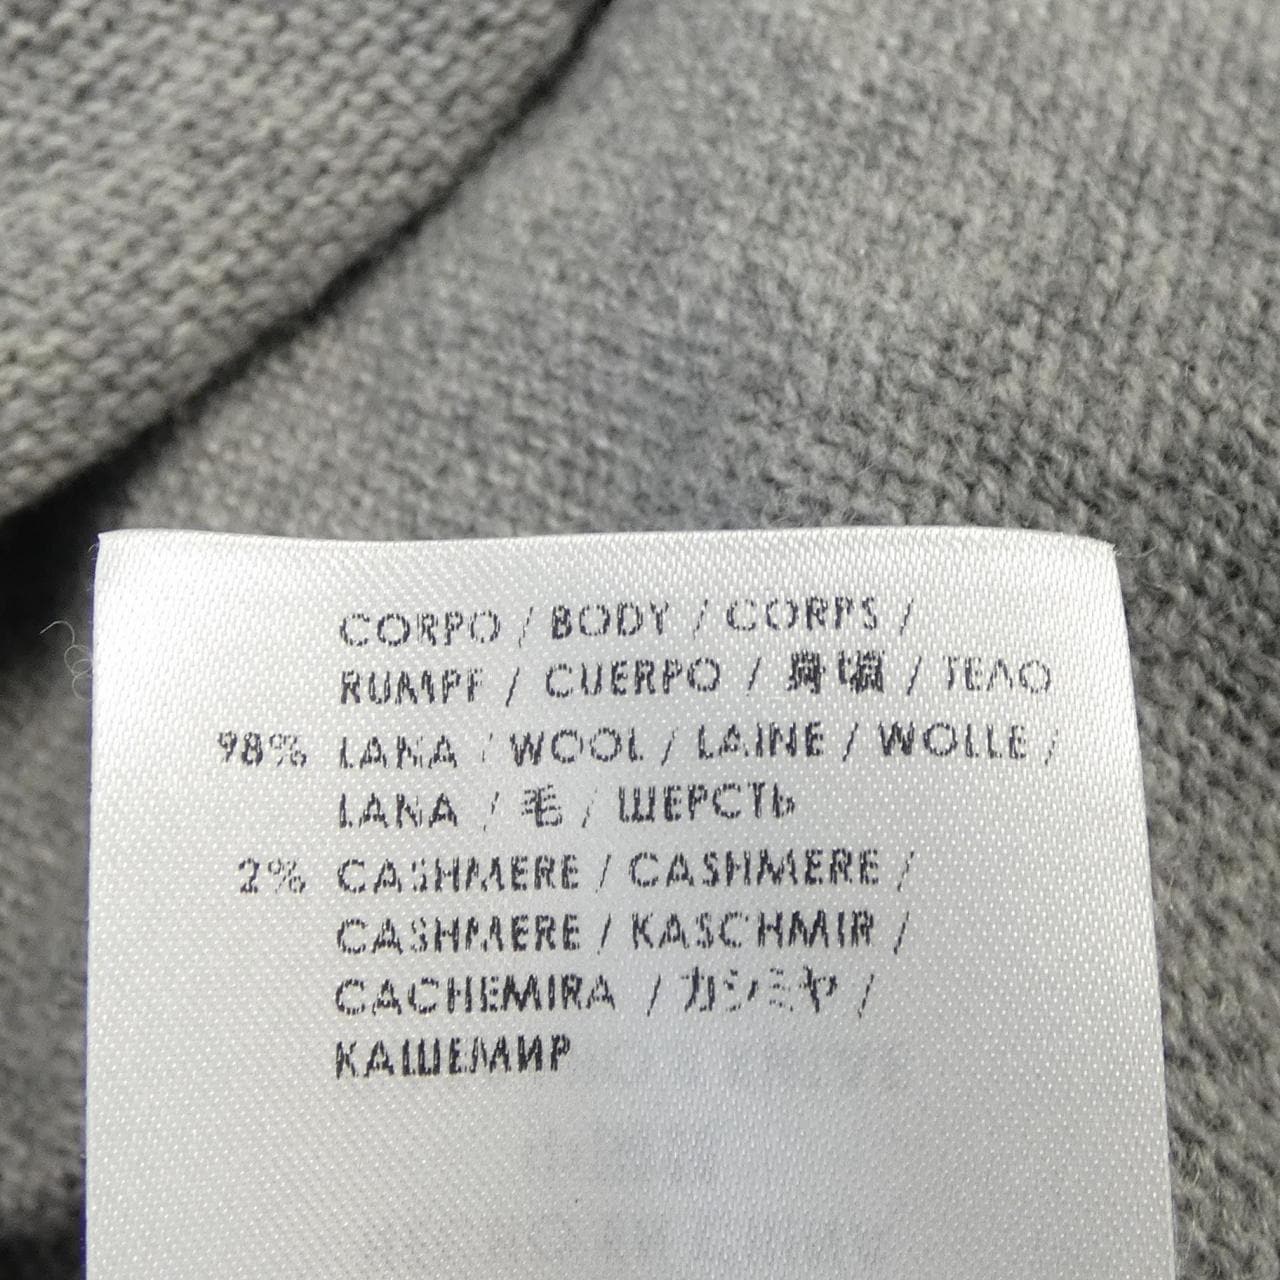 CORPO / BODY / CORPS /
RUMPF / CUERPO / 身頃 / ТЕЛО
98% LANA / WOOL / LAINE / WOLLE /
LANA / 毛 / ШЕРСТЬ
2% CASHMERE / CASHMERE /
CASHMERE / KASCHMIR /
CACHEMIRA / カシミヤ /
КАШЕМИР